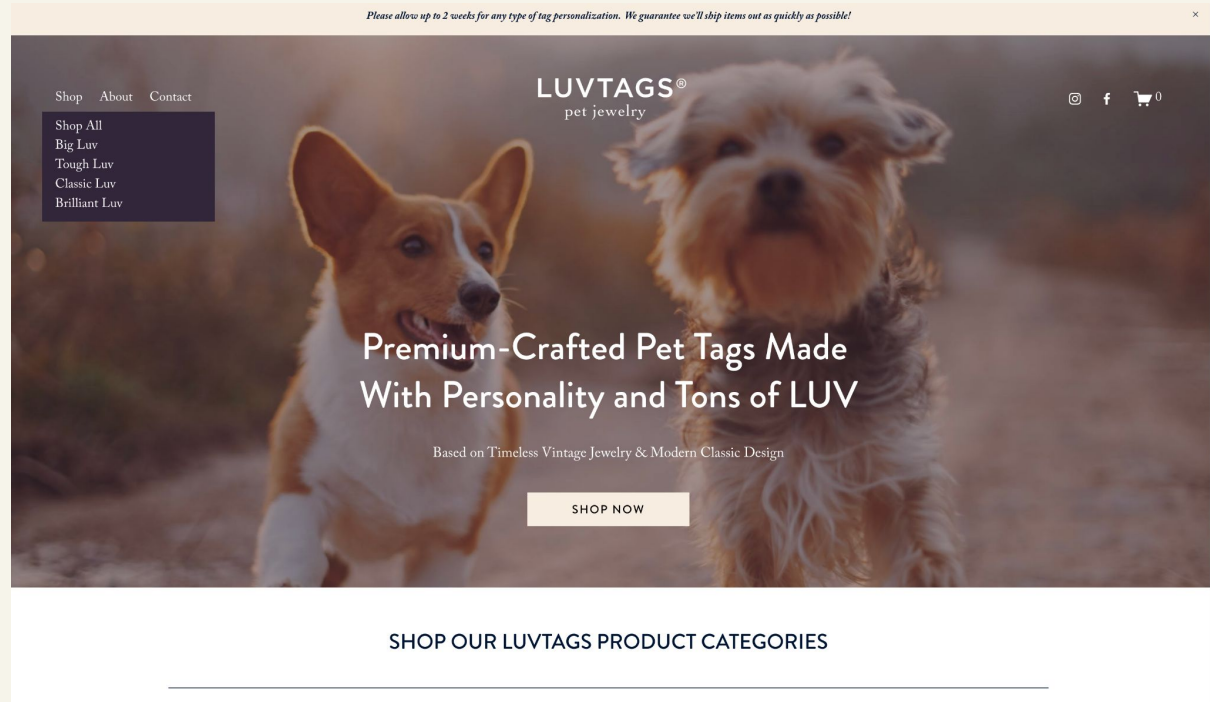 Please allow up to 2 weeks for any type of tag personalization. We guarantee we'll ship items out as quickly as possible!
×
Shop About Contact
LUVTAGS®
pet jewelry
0
Shop All
Big Luv
Tough Luv
Classic Luv
Brilliant Luv
Premium-Crafted Pet Tags Made
With Personality and Tons of LUV
Based on Timeless Vintage Jewelry & Modern Classic Design
SHOP NOW
SHOP OUR LUVTAGS PRODUCT CATEGORIES